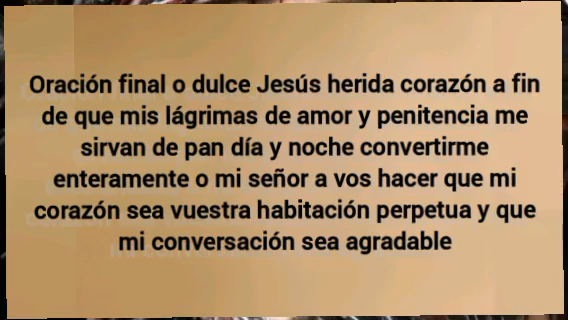 Oración final o dulce Jesús herida corazón a fin
de que mis lágrimas de amor y penitencia me
sirvan de pan día y noche convertirme
enteramente o mi señor a vos hacer que mi
corazón sea vuestra habitación perpetua y que
mi conversación sea agradable